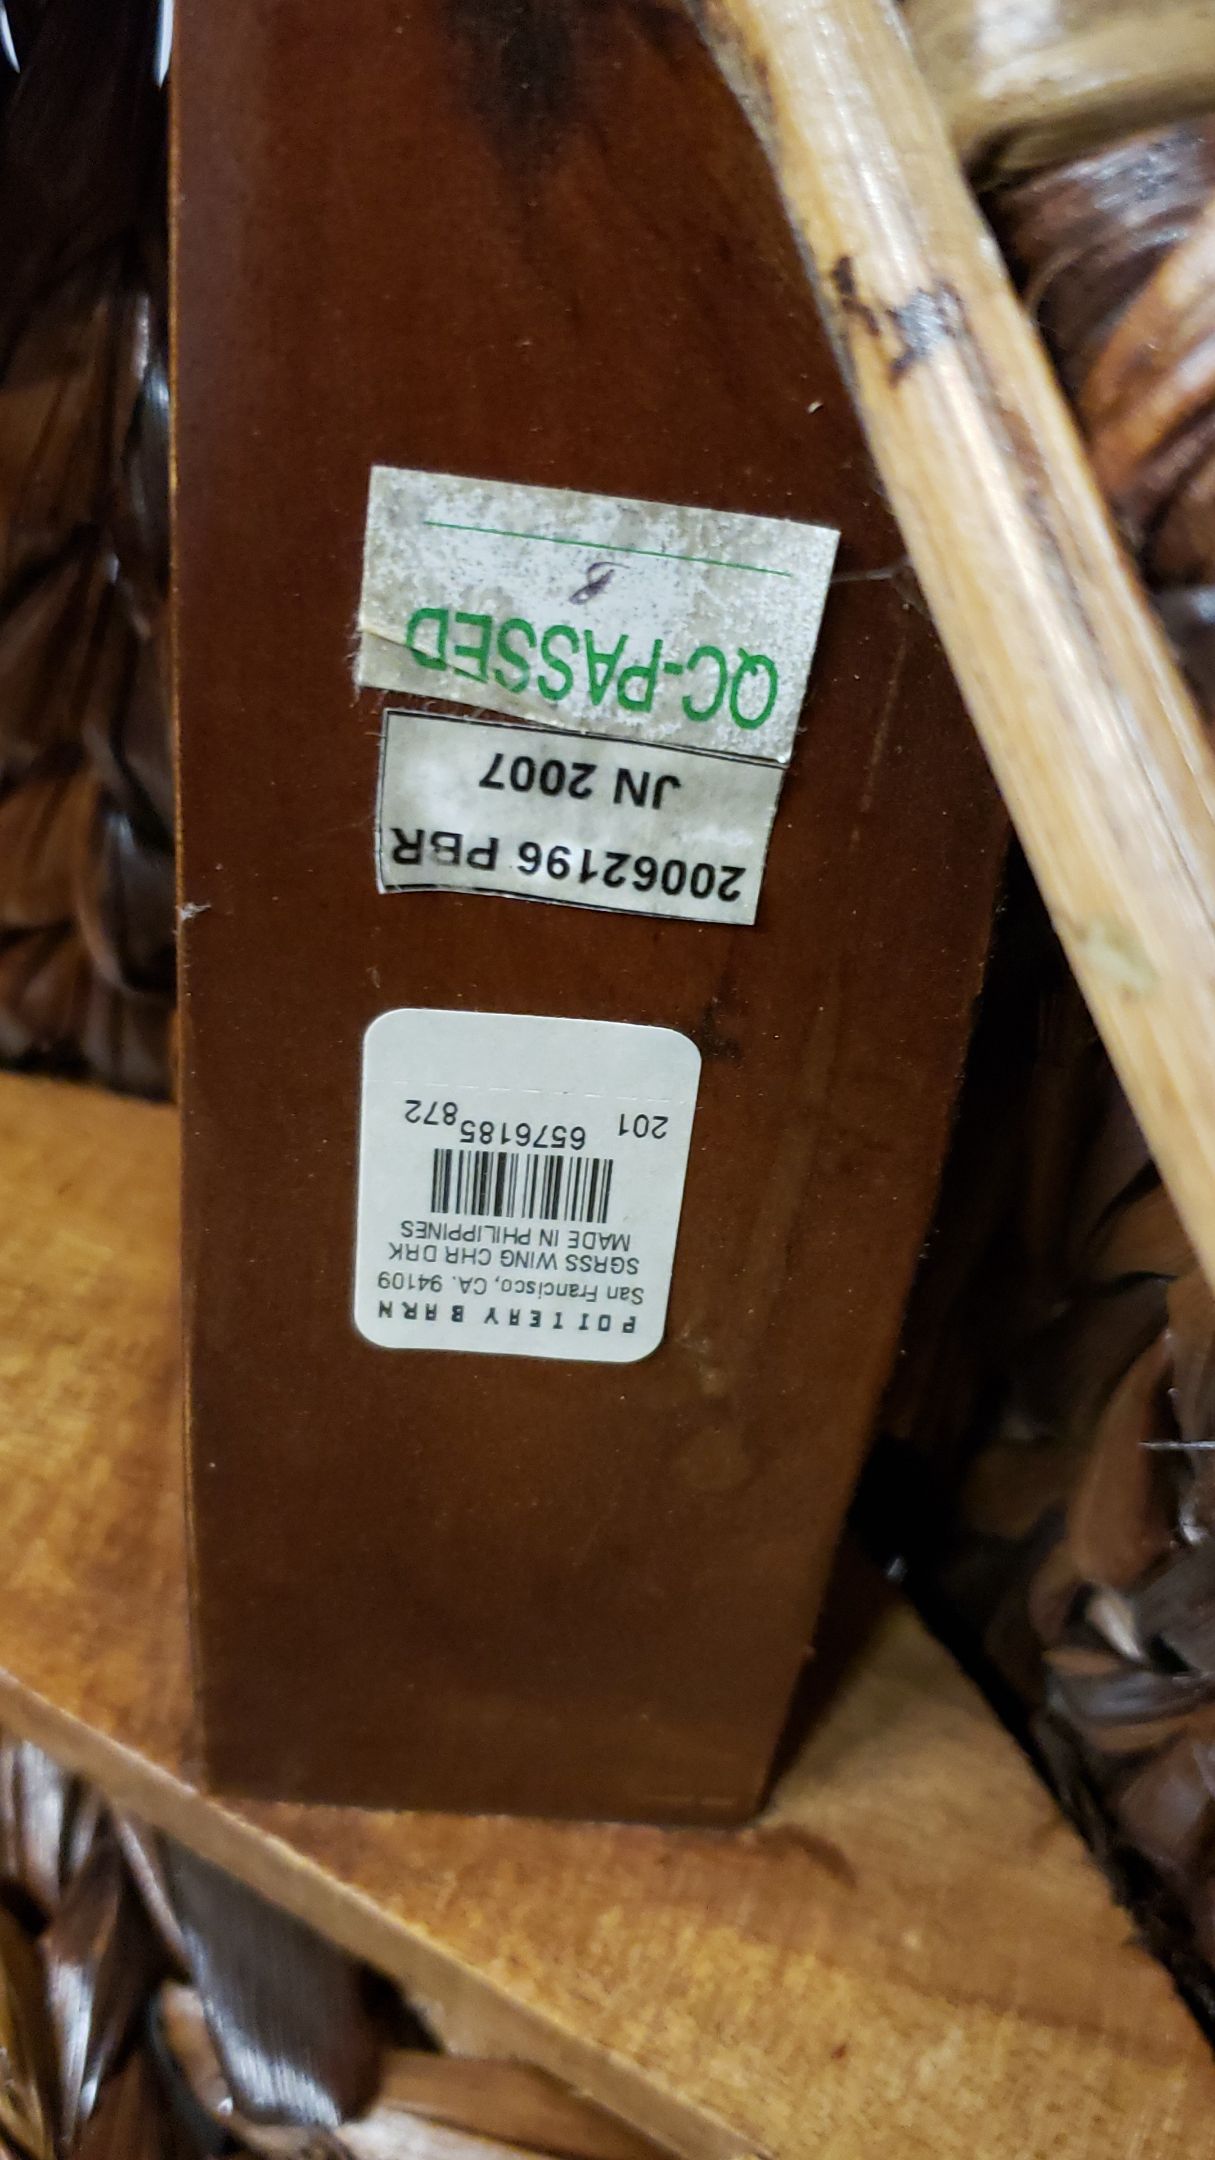 POTTERY BARN
San Francisco, CA. 94109
SGRSS WING CHR DRK
MADE IN PHILIPPINES
201 6576185 872
20062196 PBR
JN 2007
QC-PASSED
8